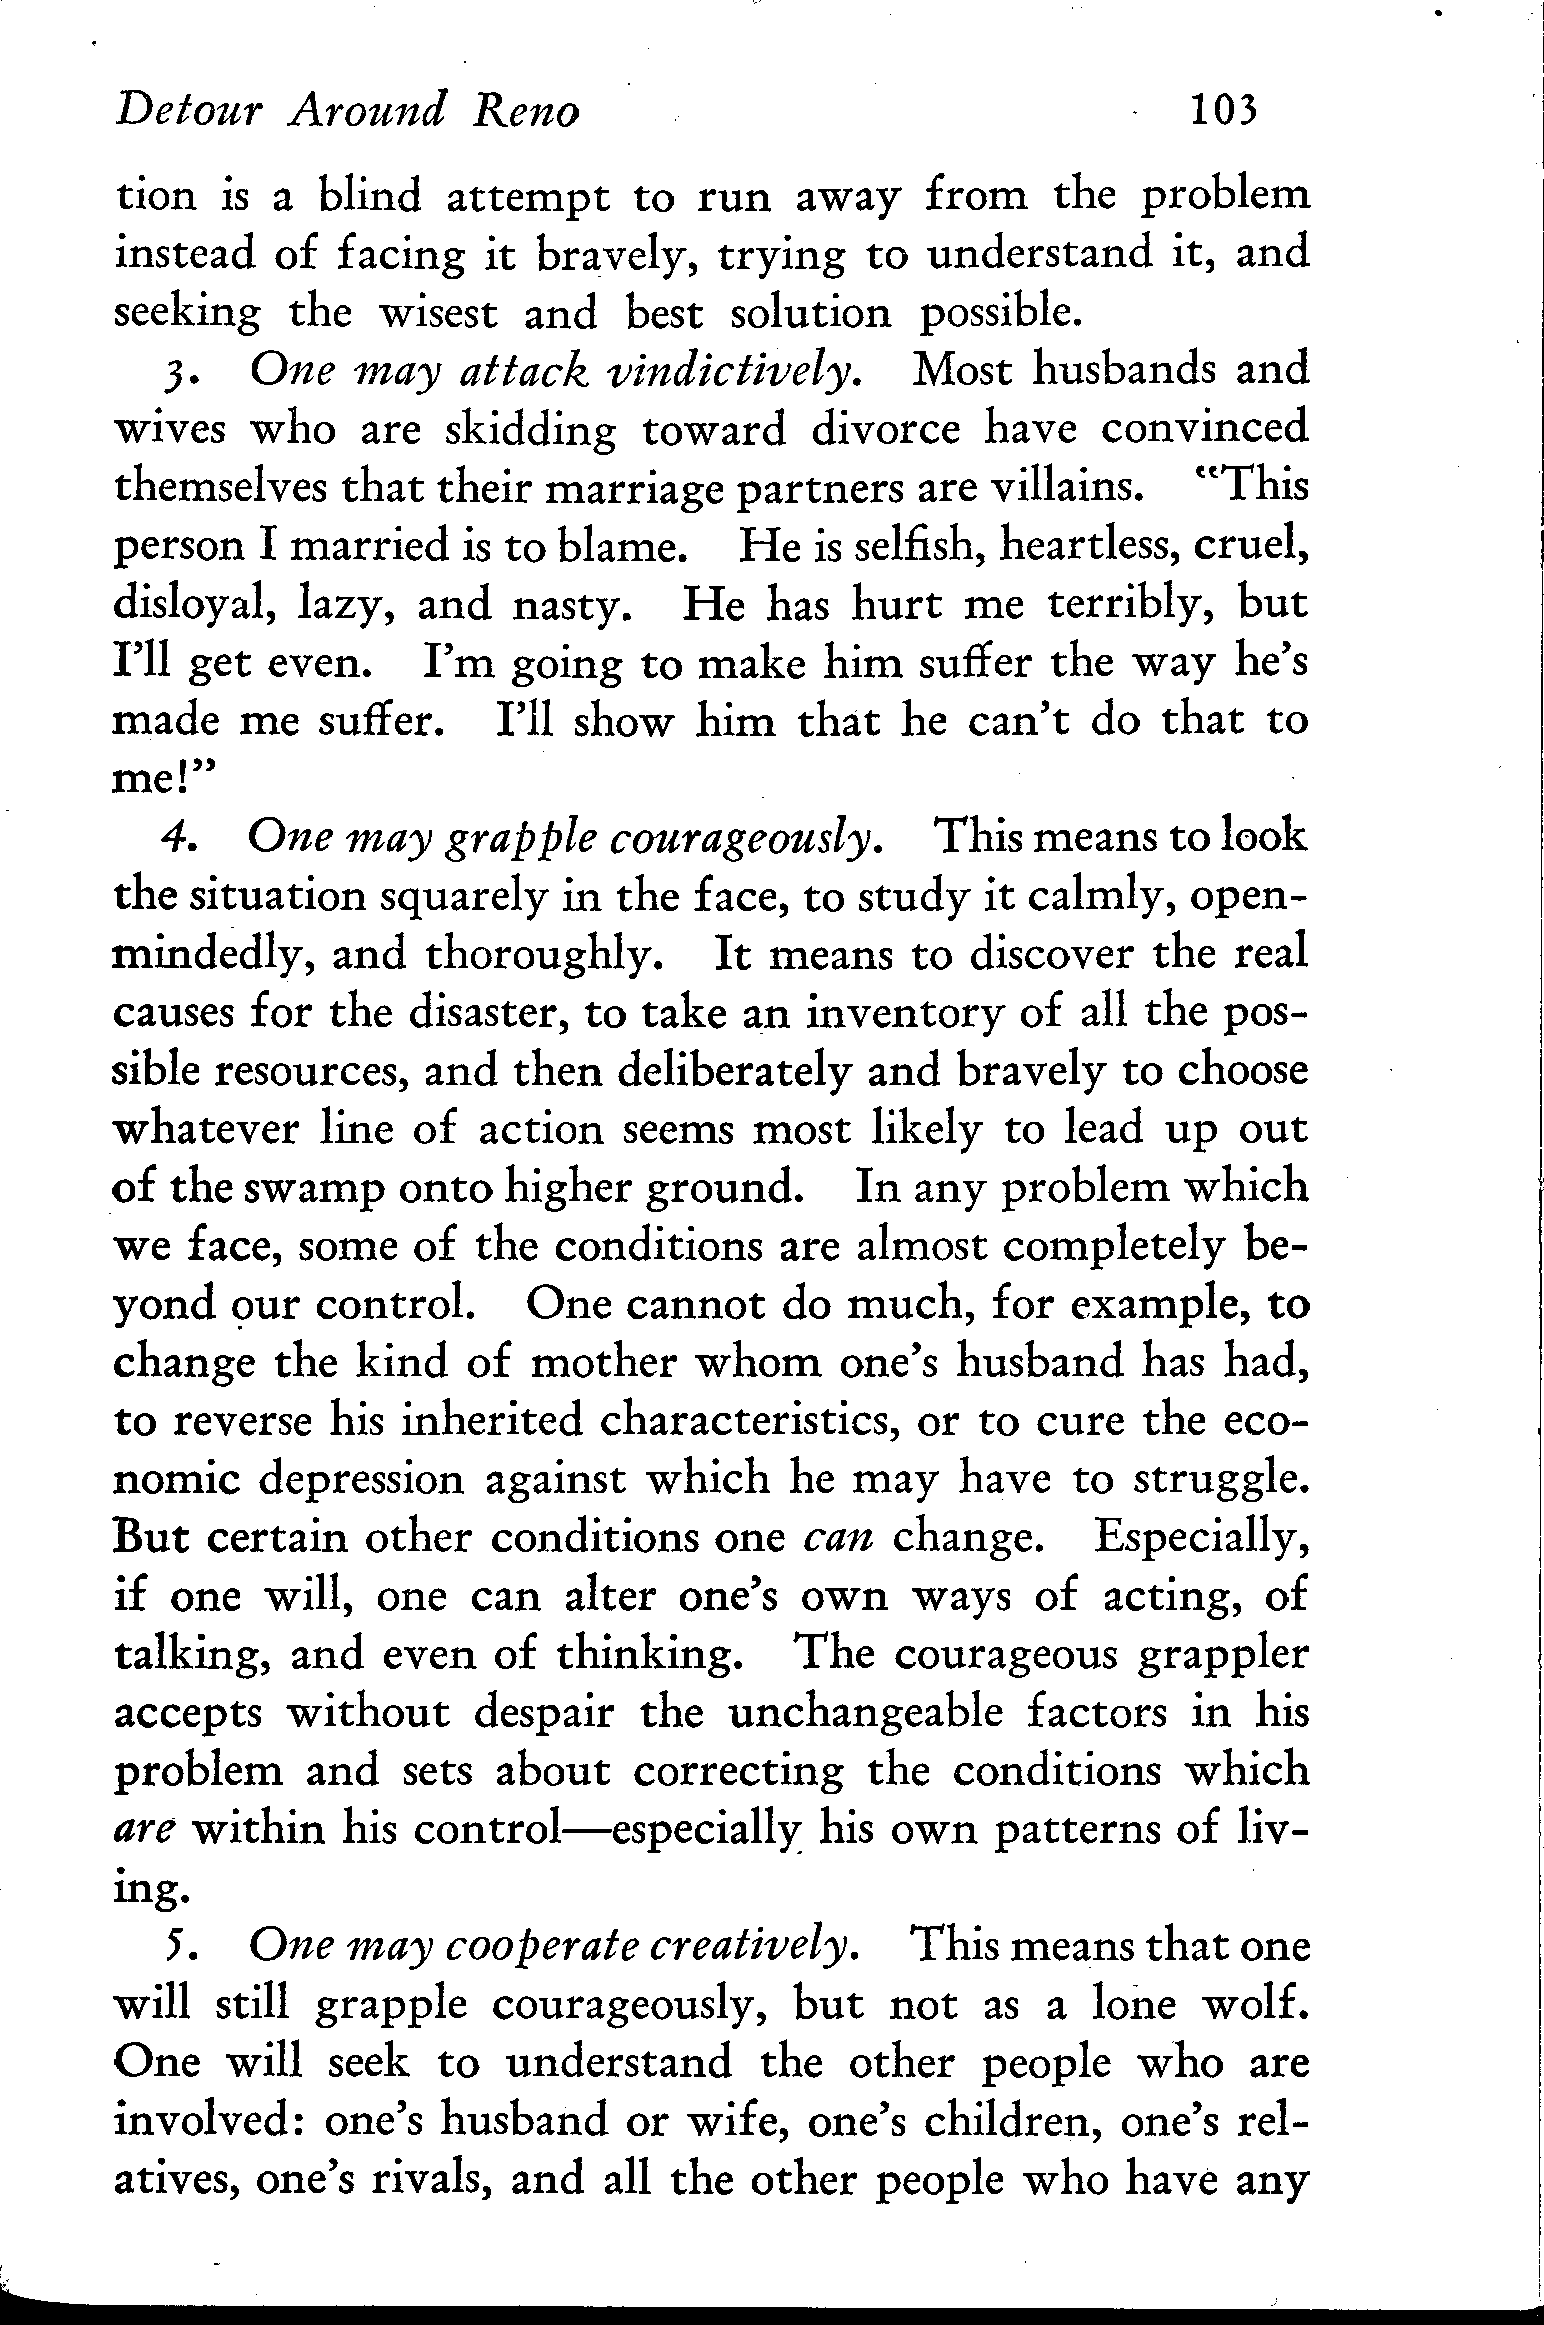 Detour Around Reno 103
tion is a blind attempt to run away from the problem
instead of facing it bravely, trying to understand it, and
seeking the wisest and best solution possible.
3. One may attack vindictively. Most husbands and
wives who are skidding toward divorce have convinced
themselves that their marriage partners are villains. “This
person I married is to blame. He is selfish, heartless, cruel,
disloyal, lazy, and nasty. He has hurt me terribly, but
I’ll get even. I’m going to make him suffer the way he’s
made me suffer. I’ll show him that he can’t do that to
me!”
4. One may grapple courageously. This means to look
the situation squarely in the face, to study it calmly, open-
mindedly, and thoroughly. It means to discover the real
causes for the disaster, to take an inventory of all the pos-
sible resources, and then deliberately and bravely to choose
whatever line of action seems most likely to lead up out
of the swamp onto higher ground. In any problem which
we face, some of the conditions are almost completely be-
yond our control. One cannot do much, for example, to
change the kind of mother whom one’s husband has had,
to reverse his inherited characteristics, or to cure the eco-
nomic depression against which he may have to struggle.
But certain other conditions one can change. Especially,
if one will, one can alter one’s own ways of acting, of
talking, and even of thinking. The courageous grappler
accepts without despair the unchangeable factors in his
problem and sets about correcting the conditions which
are within his control—especially his own patterns of liv-
ing.
5. One may cooperate creatively. This means that one
will still grapple courageously, but not as a lone wolf.
One will seek to understand the other people who are
involved: one’s husband or wife, one’s children, one’s rel-
atives, one’s rivals, and all the other people who have any